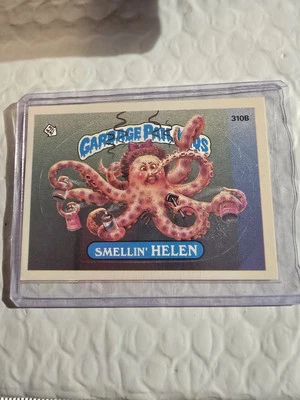 310B
GARBAGE PAIL KIDS
SMELLIN' HELEN